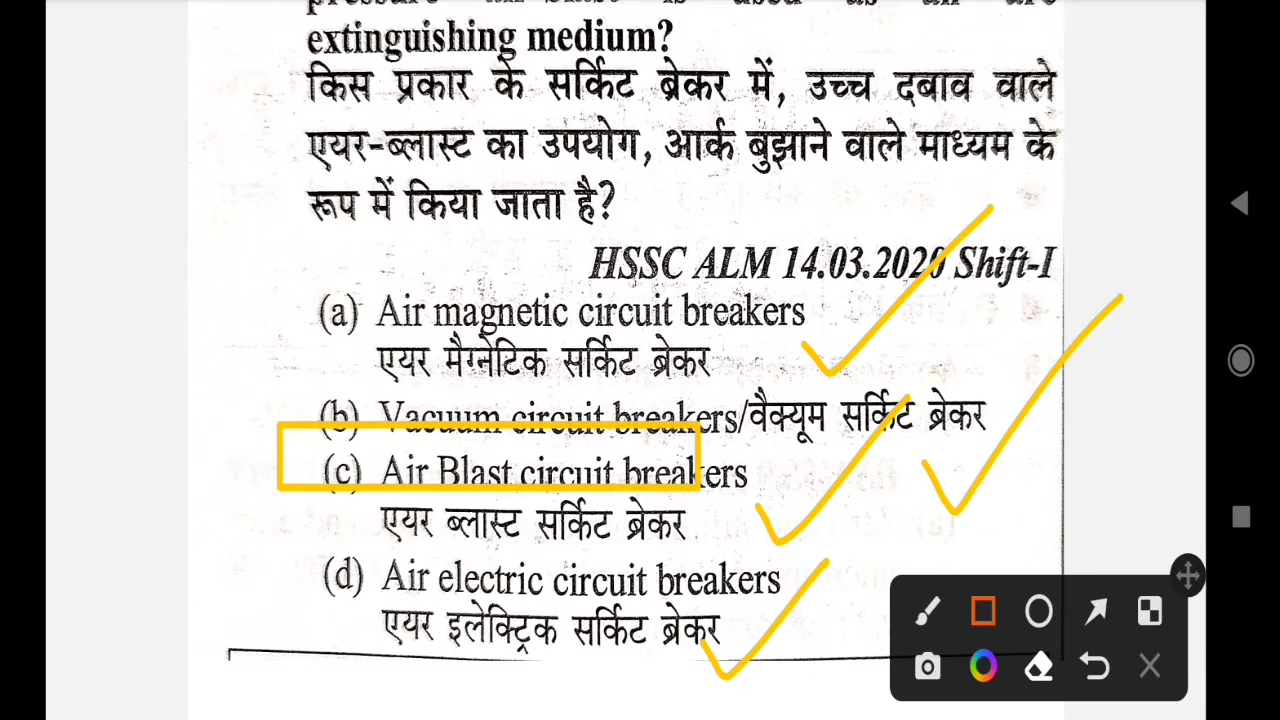 extinguishing medium?
किस प्रकार के सर्किट ब्रेकर में, उच्च दबाव वाले
एयर-ब्लास्ट का उपयोग, आर्क बुझाने वाले माध्यम के
रूप में किया जाता है?
HSSC ALM 14.03.2020 Shift-I
(a) Air magnetic circuit breakers
एयर मैग्नेटिक सर्किट ब्रेकर
(b) Vacuum circuit breakers/वैक्यूम सर्किट ब्रेकर
(c) Air Blast circuit breakers
एयर ब्लास्ट सर्किट ब्रेकर
(d) Air electric circuit breakers
एयर इलेक्ट्रिक सर्किट ब्रेकर